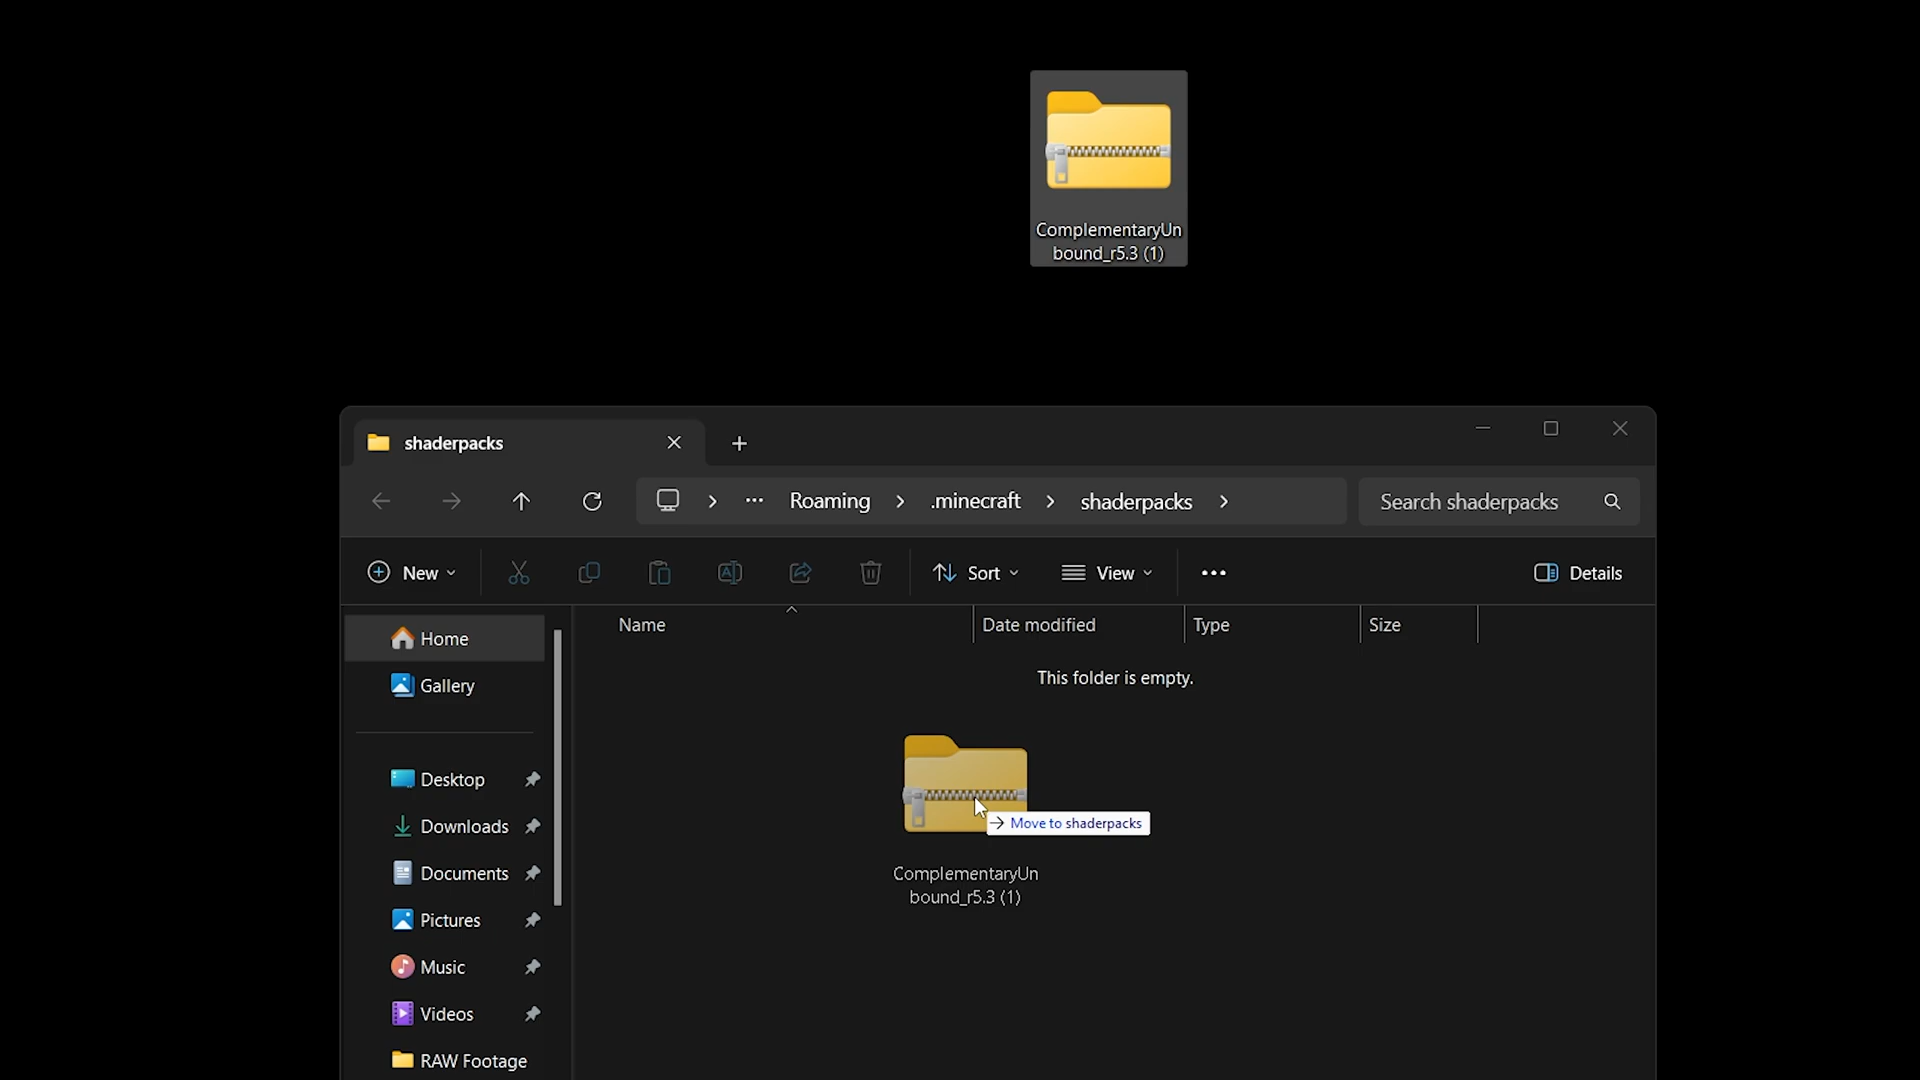 ComplementaryUn
bound_r5.3 (1)
shaderpacks
Roaming
.minecraft
shaderpacks
Search shaderpacks
New
Sort
View
Details
Name
Date modified
Type
Size
This folder is empty.
Home
Gallery
Desktop
Downloads
Documents
Pictures
Music
Videos
RAW Footage
Move to shaderpacks
ComplementaryUn
bound_r5.3 (1)